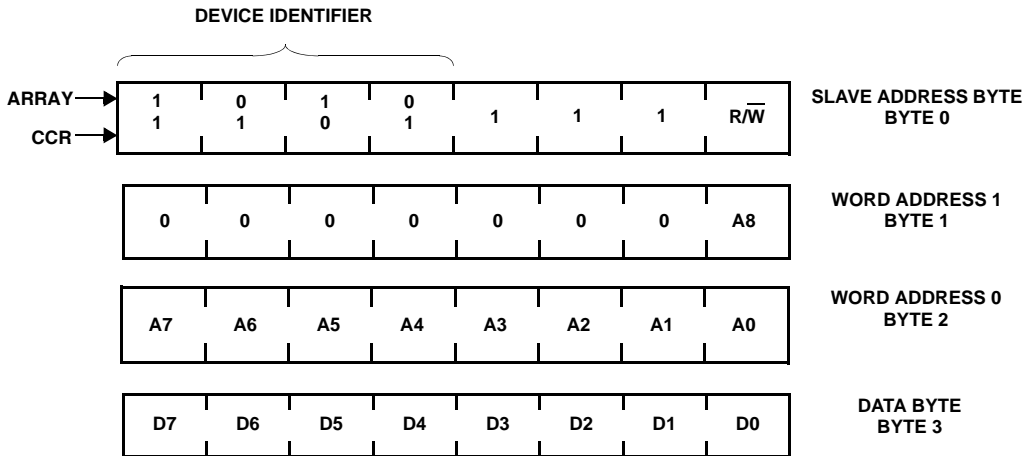 DEVICE IDENTIFIER
ARRAY 1 0 1 0
CCR 1 1 0 1 1 1 1 R/W̅
SLAVE ADDRESS BYTE
BYTE 0
0 0 0 0 0 0 0 A8
WORD ADDRESS 1
BYTE 1
A7 A6 A5 A4 A3 A2 A1 A0
WORD ADDRESS 0
BYTE 2
D7 D6 D5 D4 D3 D2 D1 D0
DATA BYTE
BYTE 3